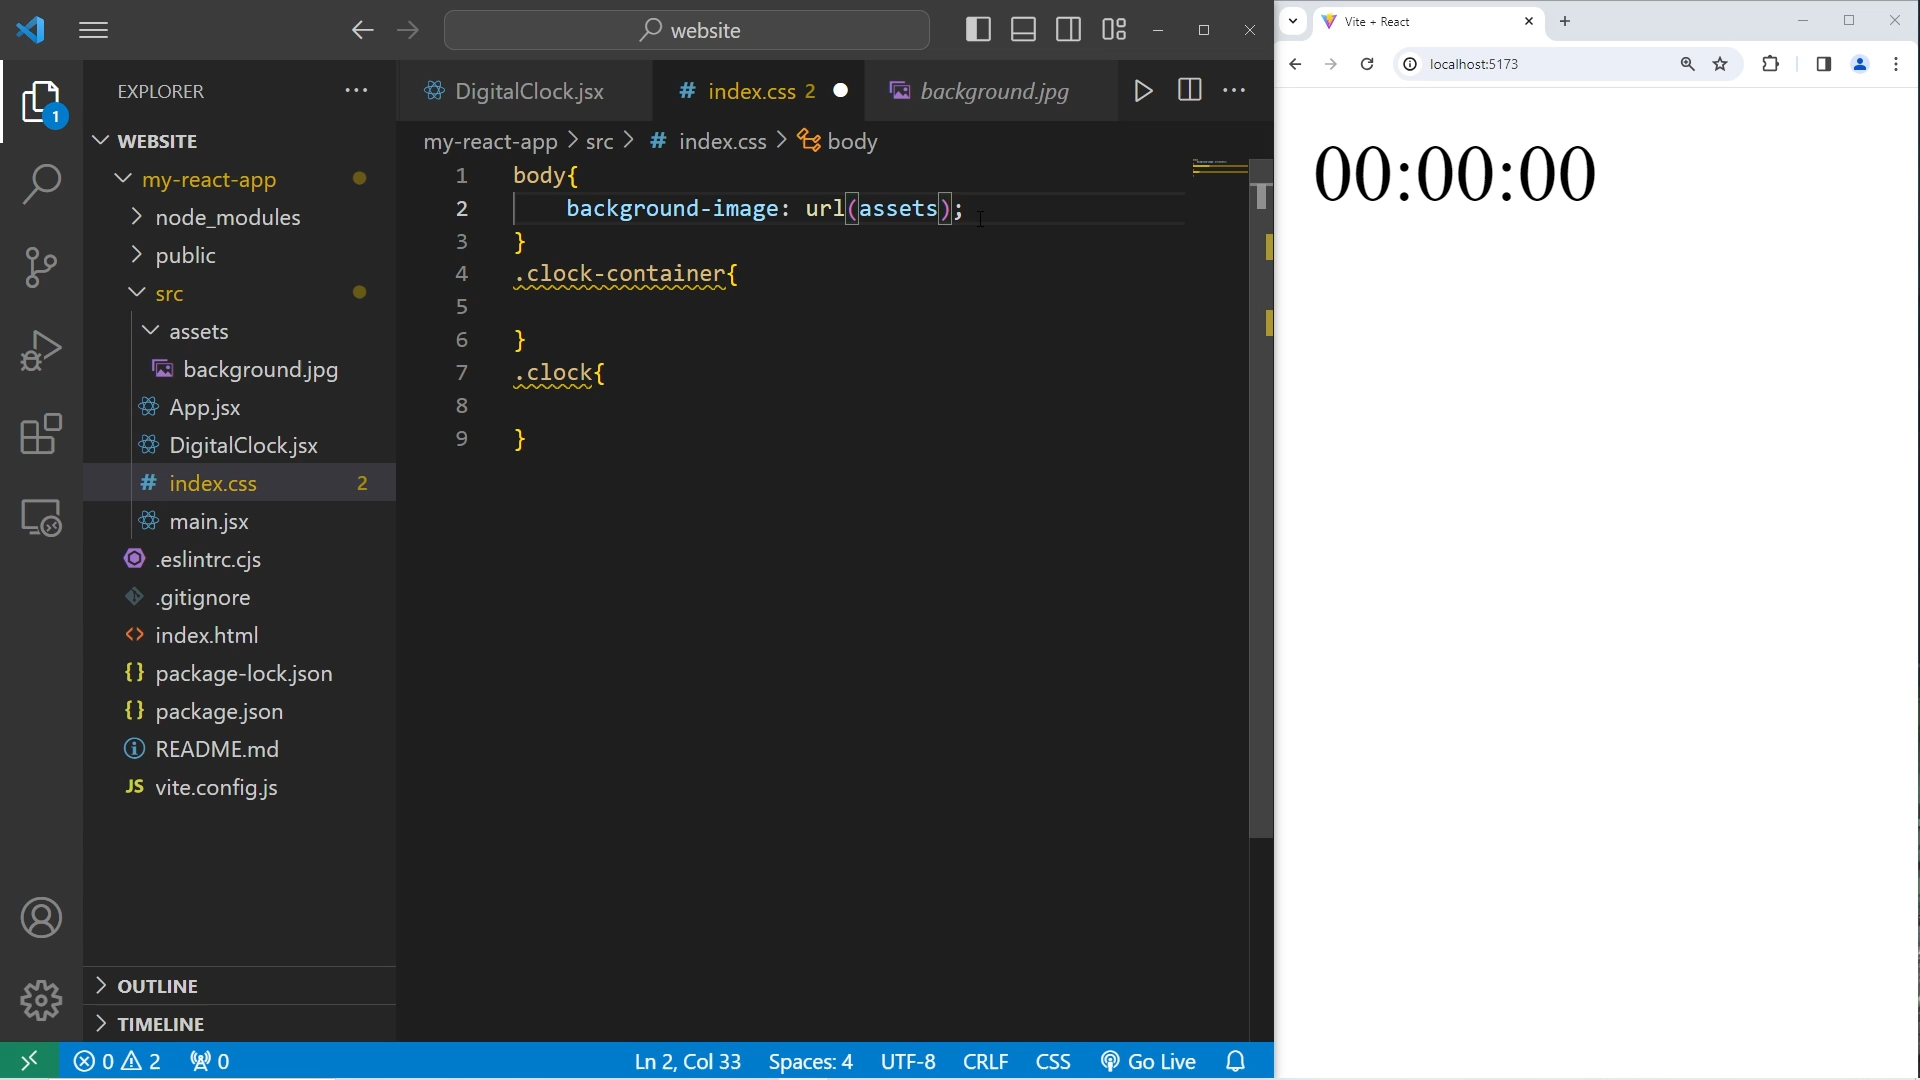 website
Vite + React
localhost:5173
EXPLORER
1
WEBSITE
my-react-app
node_modules
public
src
assets
background.jpg
App.jsx
DigitalClock.jsx
# index.css 2
main.jsx
.eslintrc.cjs
.gitignore
<> index.html
{} package-lock.json
{} package.json
README.md
JS vite.config.js
OUTLINE
TIMELINE
DigitalClock.jsx
# index.css 2
background.jpg
my-react-app > src > # index.css > body
1 body{
2 background-image: url(assets);
3 }
4 .clock-container{
5
6 }
7 .clock{
8
9 }
00:00:00
0 2 0
Ln 2, Col 33 Spaces: 4 UTF-8 CRLF CSS Go Live